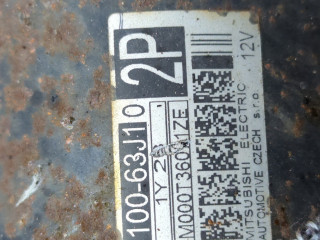 100-63J10 2P
1Y 2
M000T36071ZE
MITSUBISHI ELECTRIC
AUTOMOTIVE CZECH s.r.o.
12V